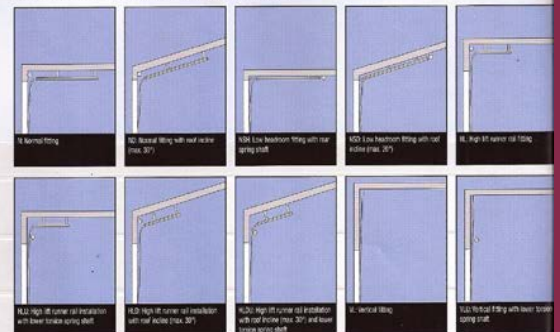 N: Normal fitting
ND: Normal fitting with roof incline
(max. 30°)
NSH: Low headroom fitting with rear
spring shaft
NSD: Low headroom fitting with roof
incline (max. 20°)
HL: High lift runner rail fitting
HLU: High lift runner rail installation
with lower torsion spring shaft
HLD: High lift runner rail installation
with roof incline (max. 30°)
HLDU: High lift runner rail installation
with roof incline (max. 30°) and lower
torsion spring shaft
VL: Vertical fitting
VLU: Vertical fitting with lower torsion
spring shaft